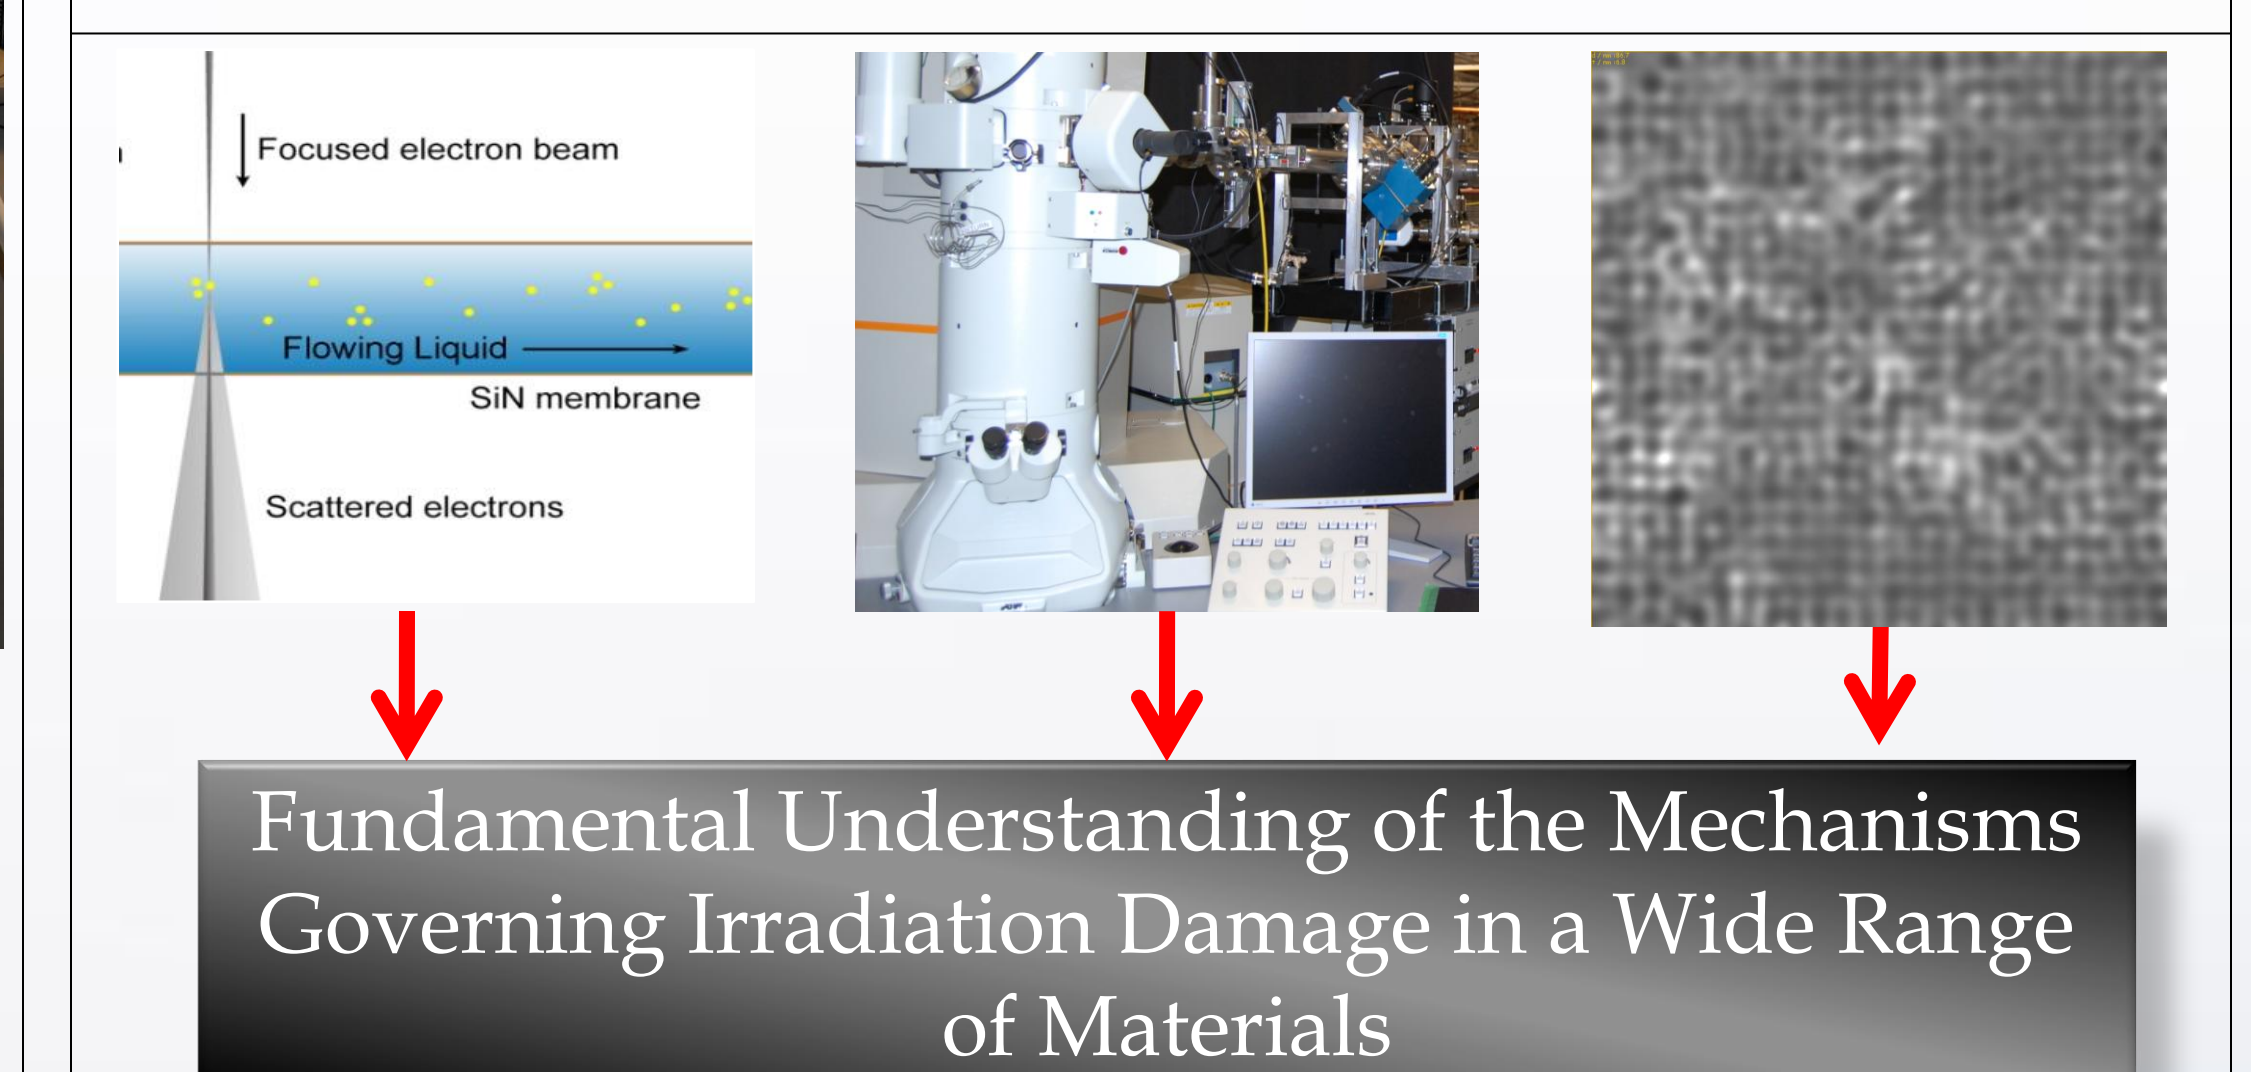 Focused electron beam
Flowing Liquid
SiN membrane
Scattered electrons
Fundamental Understanding of the Mechanisms
Governing Irradiation Damage in a Wide Range
of Materials